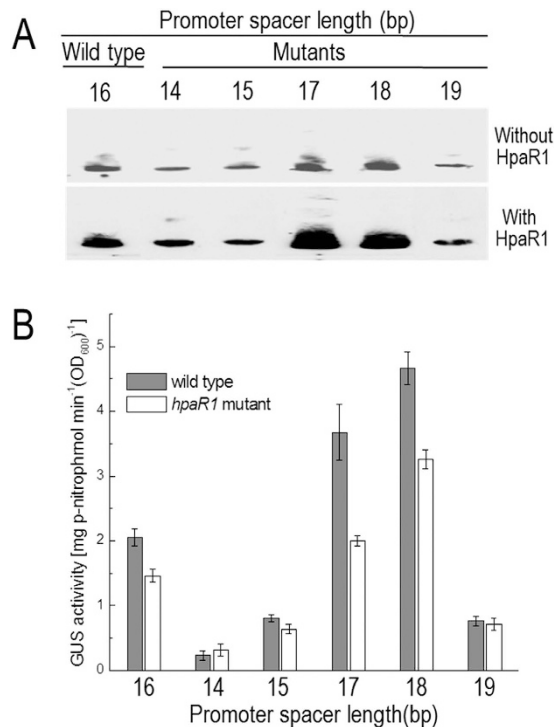 A
Promoter spacer length (bp)
Wild type Mutants
16 14 15 17 18 19
Without
HpaR1
With
HpaR1
B
GUS activivity [mg p-nitrophmol min⁻¹(OD₆₀₀)⁻¹]
5
4
3
2
1
0
wild type
hpaR1 mutant
16 14 15 17 18 19
Promoter spacer length(bp)